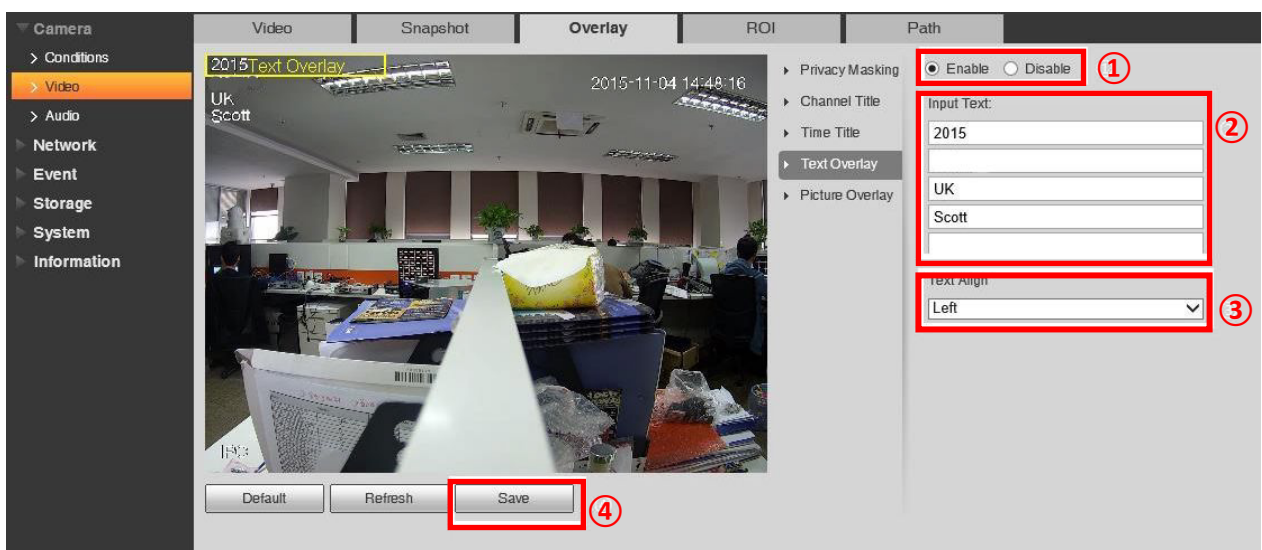 Camera
Conditions
Video
Audio
Network
Event
Storage
System
Information
Video
Snapshot
Overlay
ROI
Path
2015Text Overlay
2015-11-04 14:48:16
UK
Scott
IPC
Default
Refresh
Save
④
Privacy Masking
Channel Title
Time Title
Text Overlay
Picture Overlay
Enable Disable ①
Input Text:
②
2015
UK
Scott
Text Align
Left
③